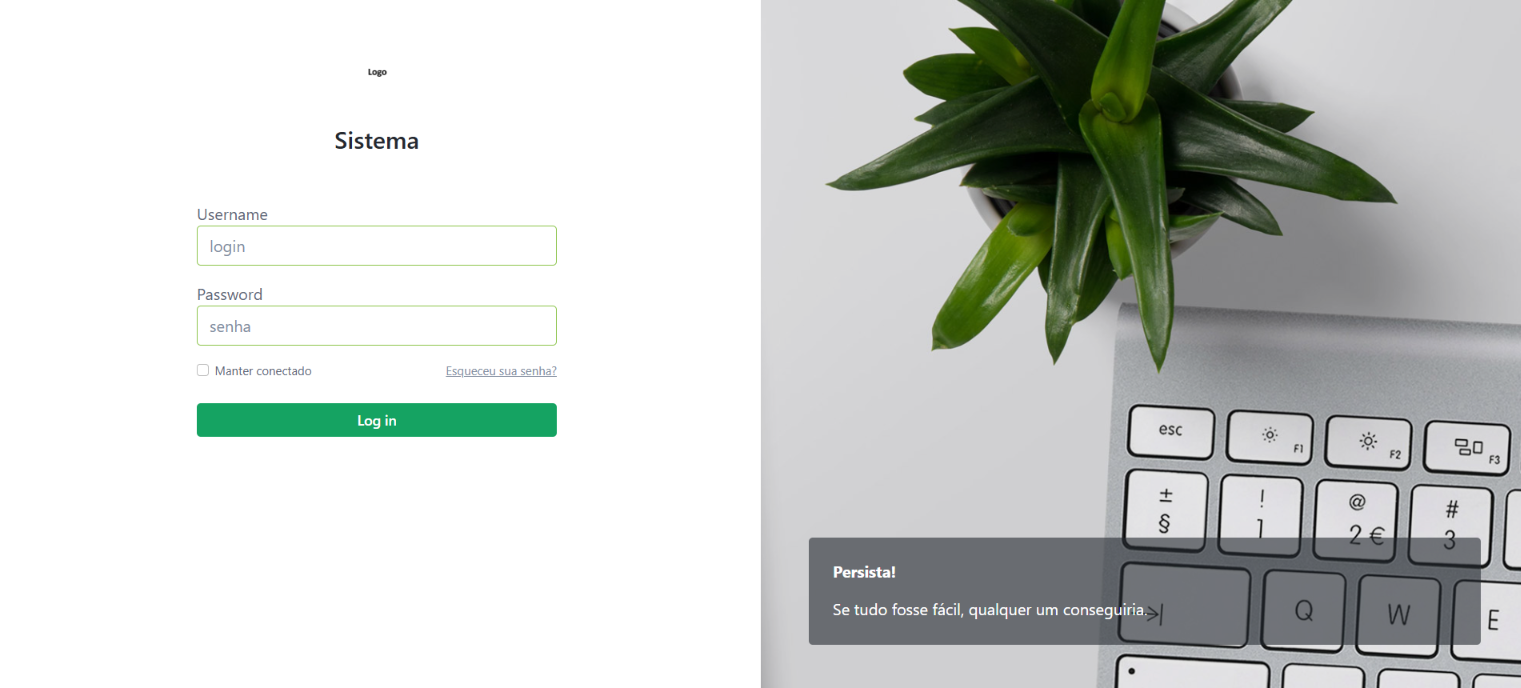 Logo
Sistema
Username
login
Password
senha
Manter conectado
Esqueceu sua senha?
Log in
esc
F1
F2
F3
±
§
!
1
@
2 €
#
3
Persista!
Se tudo fosse fácil, qualquer um conseguiria.
Q
W
E